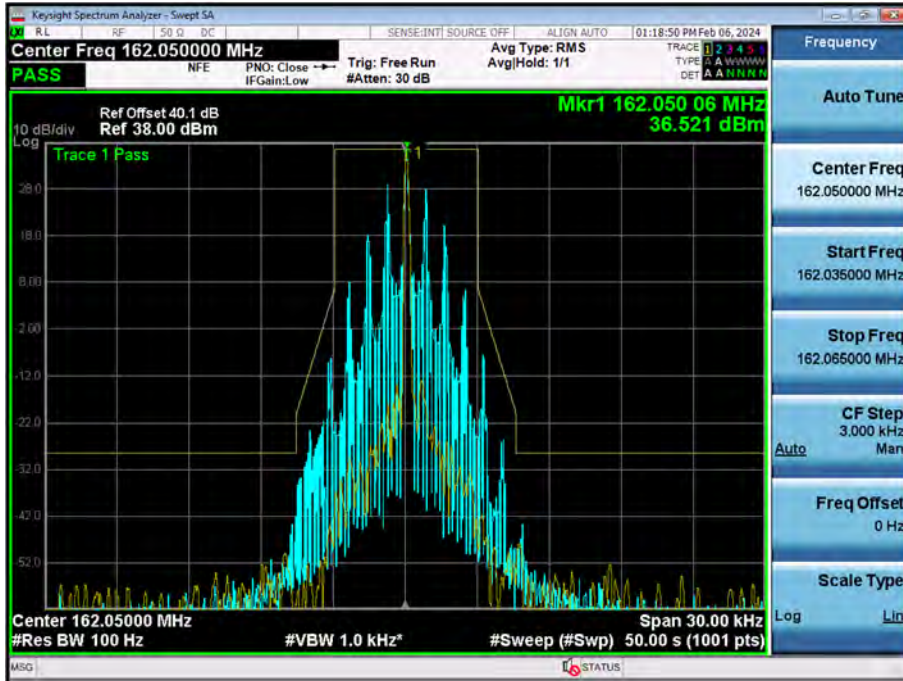 Keysight Spectrum Analyzer - Swept SA
LXI RL RF 50 Ω DC SENSE:INT SOURCE OFF ALIGN AUTO 01:18:50 PM Feb 06, 2024
Center Freq 162.050000 MHz
PASS
NFE
PNO: Close
IFGain:Low
Trig: Free Run
#Atten: 30 dB
Avg Type: RMS
Avg|Hold: 1/1
TRACE 1 2 3 4 5 6
TYPE A A W W W W
DET A A N N N N
Mkr1 162.050 06 MHz
36.521 dBm
Ref Offset 40.1 dB
10 dB/div Ref 38.00 dBm
Log
Trace 1 Pass
1
28.0
18.0
8.00
-2.00
-12.0
-22.0
-32.0
-42.0
-52.0
Center 162.05000 MHz Span 30.00 kHz
#Res BW 100 Hz #VBW 1.0 kHz* #Sweep (#Swp) 50.00 s (1001 pts)
MSG STATUS
Frequency
Auto Tune
Center Freq
162.050000 MHz
Start Freq
162.035000 MHz
Stop Freq
162.065000 MHz
CF Step
3.000 kHz
Auto Man
Freq Offset
0 Hz
Scale Type
Log Lin